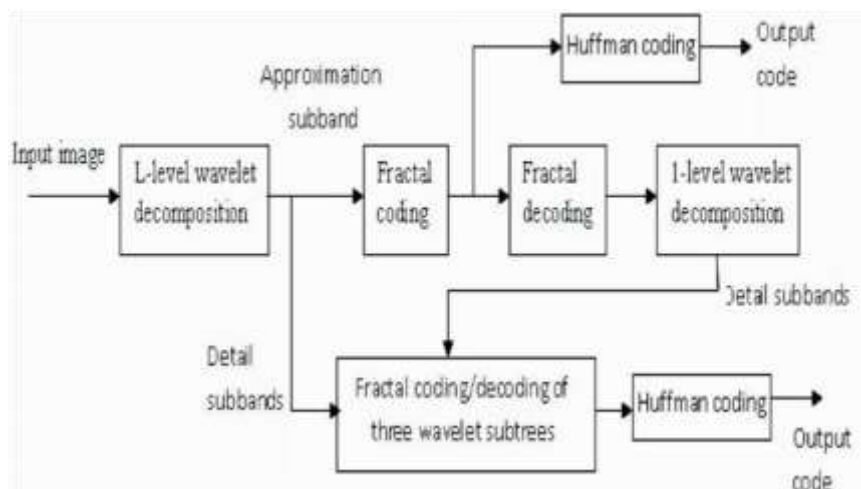 Huffman coding
Output
code
Approximation
subband
Input image
L-level wavelet
decomposition
Fractal
coding
Fractal
decoding
1-level wavelet
decomposition
Detail subbands
Detail
subbands
Fractal coding/decoding of
three wavelet subtrees
Huffman coding
Output
code